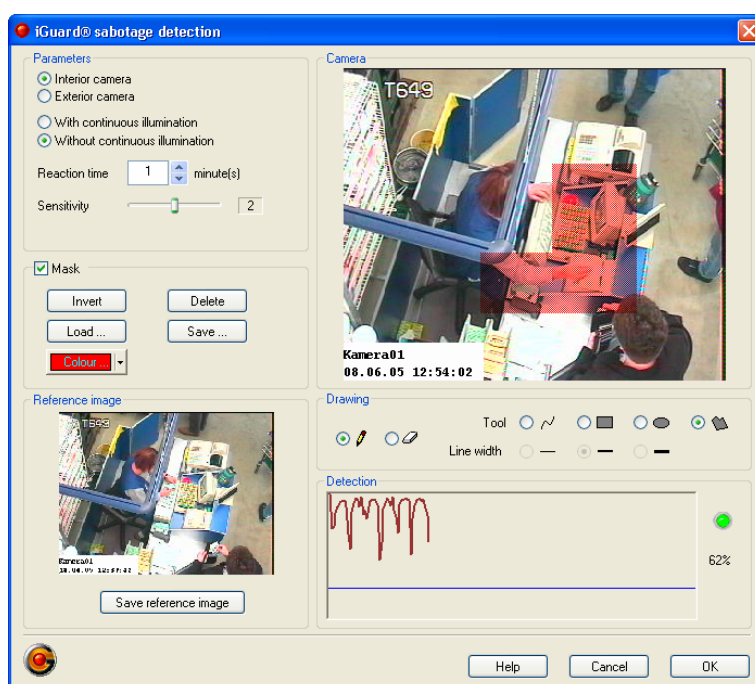 iGuard® sabotage detection
Parameters
Interior camera
Exterior camera
With continuous illumination
Without continuous illumination
Reaction time 1 minute(s)
Sensitivity 2
Mask
Invert Delete
Load ... Save ...
Colour ...
Reference image
T649
Kamera01
Save reference image
Camera
T649
Kamera01
08.06.05 12:54:02
Drawing
Tool
Line width
Detection
62%
Help Cancel OK